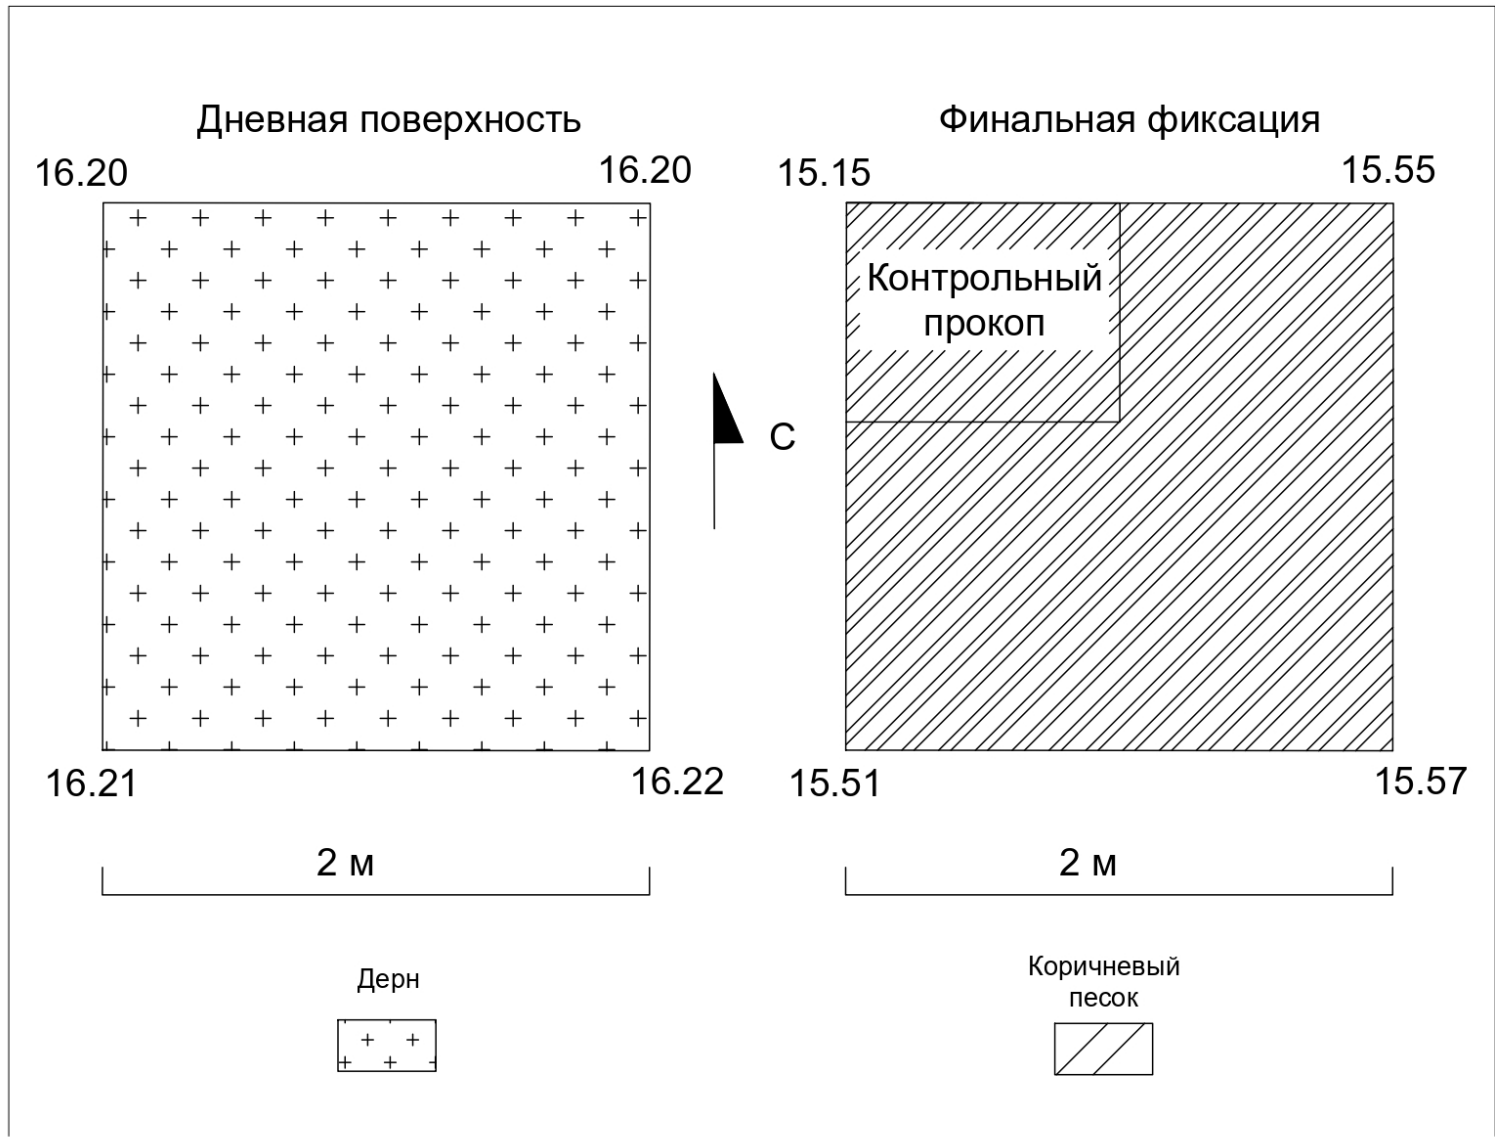 Дневная поверхность
16.20
16.20
16.21
16.22
2 м
Дерн
С
Финальная фиксация
15.15
15.55
Контрольный
прокоп
15.51
15.57
2 м
Коричневый
песок